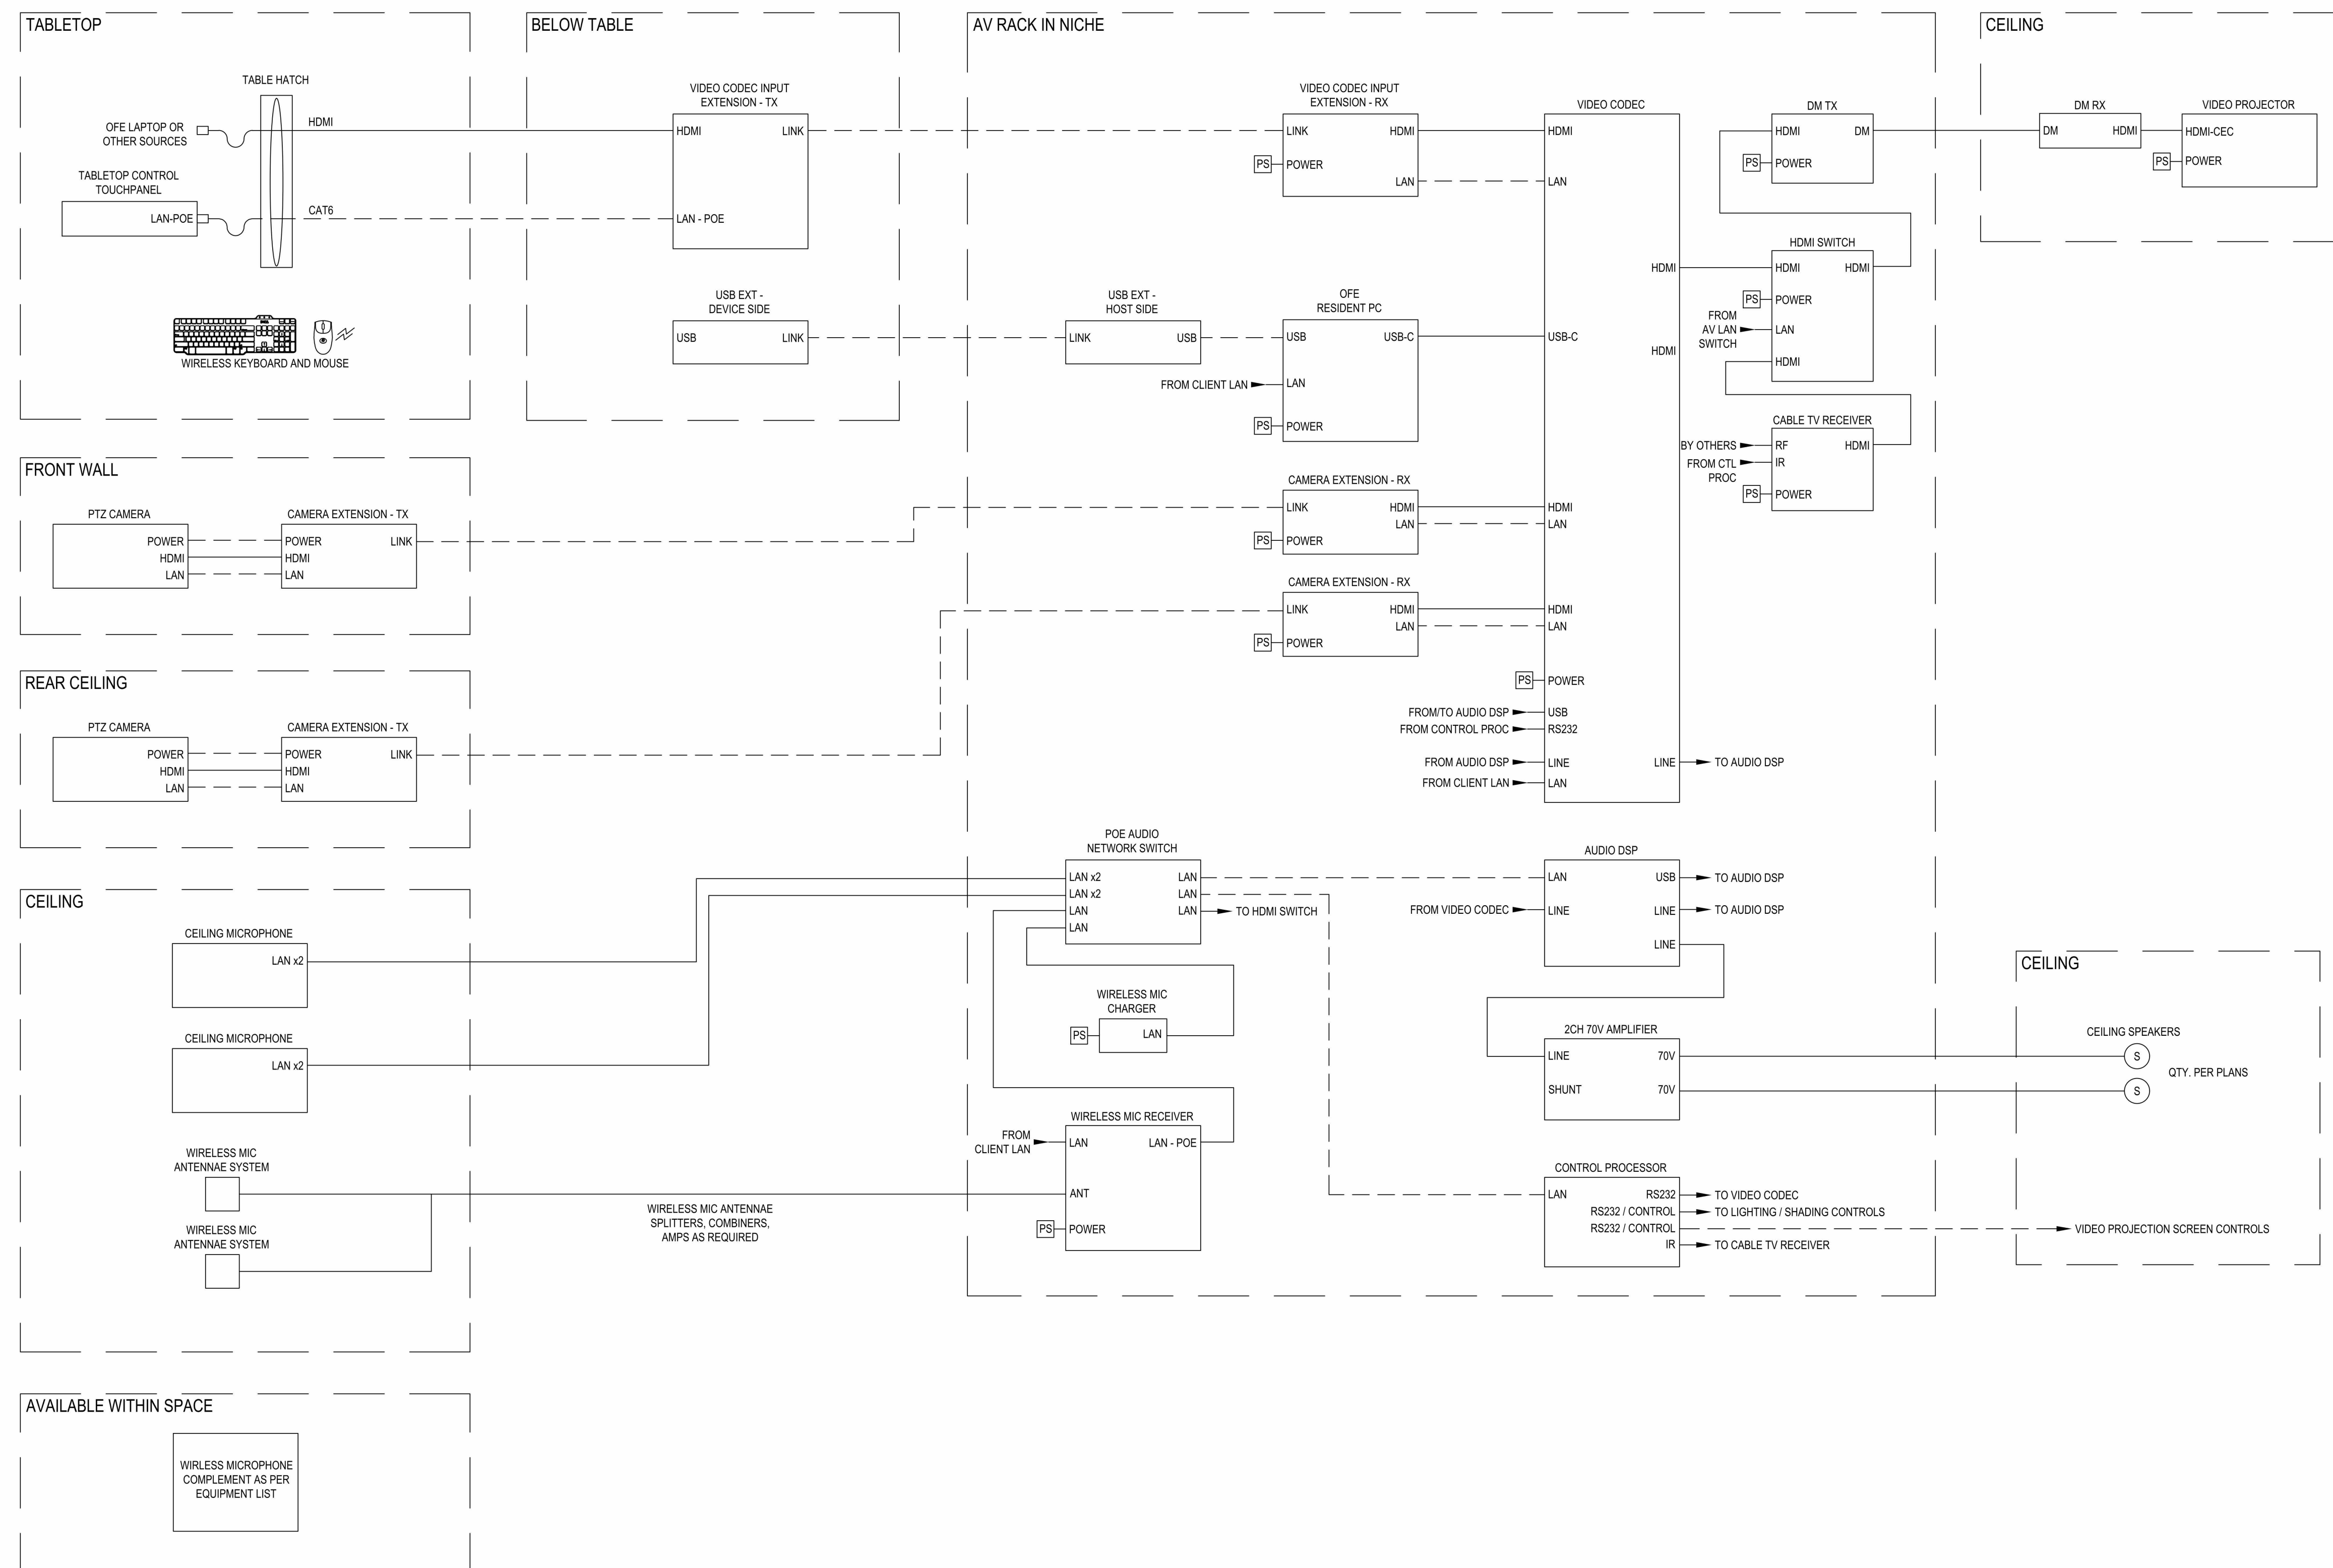 TABLETOP
TABLE HATCH
OFE LAPTOP OR
OTHER SOURCES
HDMI
TABLETOP CONTROL
TOUCHPANEL
LAN-POE
CAT6
WIRELESS KEYBOARD AND MOUSE
BELOW TABLE
VIDEO CODEC INPUT
EXTENSION - TX
HDMI LINK
LAN - POE
USB EXT -
DEVICE SIDE
USB LINK
AV RACK IN NICHE
VIDEO CODEC INPUT
EXTENSION - RX
LINK HDMI
PS POWER
LAN
USB EXT -
HOST SIDE
LINK USB
OFE
RESIDENT PC
USB USB-C
FROM CLIENT LAN LAN
PS POWER
CAMERA EXTENSION - RX
LINK HDMI
LAN
PS POWER
CAMERA EXTENSION - RX
LINK HDMI
LAN
PS POWER
VIDEO CODEC
HDMI
LAN
HDMI
USB-C
HDMI
HDMI
LAN
HDMI
LAN
PS POWER
FROM/TO AUDIO DSP USB
FROM CONTROL PROC RS232
FROM AUDIO DSP LINE LINE TO AUDIO DSP
FROM CLIENT LAN LAN
DM TX
HDMI DM
PS POWER
HDMI SWITCH
HDMI HDMI
PS POWER
FROM
AV LAN
SWITCH
LAN
HDMI
CABLE TV RECEIVER
BY OTHERS RF HDMI
FROM CTL
PROC
IR
PS POWER
CEILING
DM RX
DM HDMI
VIDEO PROJECTOR
HDMI-CEC
PS POWER
FRONT WALL
PTZ CAMERA
POWER
HDMI
LAN
CAMERA EXTENSION - TX
POWER LINK
HDMI
LAN
REAR CEILING
PTZ CAMERA
POWER
HDMI
LAN
CAMERA EXTENSION - TX
POWER LINK
HDMI
LAN
CEILING
CEILING MICROPHONE
LAN x2
CEILING MICROPHONE
LAN x2
WIRELESS MIC
ANTENNAE SYSTEM
WIRELESS MIC
ANTENNAE SYSTEM
WIRELESS MIC ANTENNAE
SPLITTERS, COMBINERS,
AMPS AS REQUIRED
POE AUDIO
NETWORK SWITCH
LAN x2 LAN
LAN x2 LAN
LAN LAN TO HDMI SWITCH
LAN
WIRELESS MIC
CHARGER
PS LAN
WIRELESS MIC RECEIVER
FROM
CLIENT LAN
LAN LAN - POE
ANT
PS POWER
AUDIO DSP
LAN USB TO AUDIO DSP
FROM VIDEO CODEC LINE LINE TO AUDIO DSP
LINE
2CH 70V AMPLIFIER
LINE 70V
SHUNT 70V
CONTROL PROCESSOR
LAN RS232 TO VIDEO CODEC
RS232 / CONTROL TO LIGHTING / SHADING CONTROLS
RS232 / CONTROL VIDEO PROJECTION SCREEN CONTROLS
IR TO CABLE TV RECEIVER
CEILING
CEILING SPEAKERS
S
QTY. PER PLANS
S
AVAILABLE WITHIN SPACE
WIRLESS MICROPHONE
COMPLEMENT AS PER
EQUIPMENT LIST